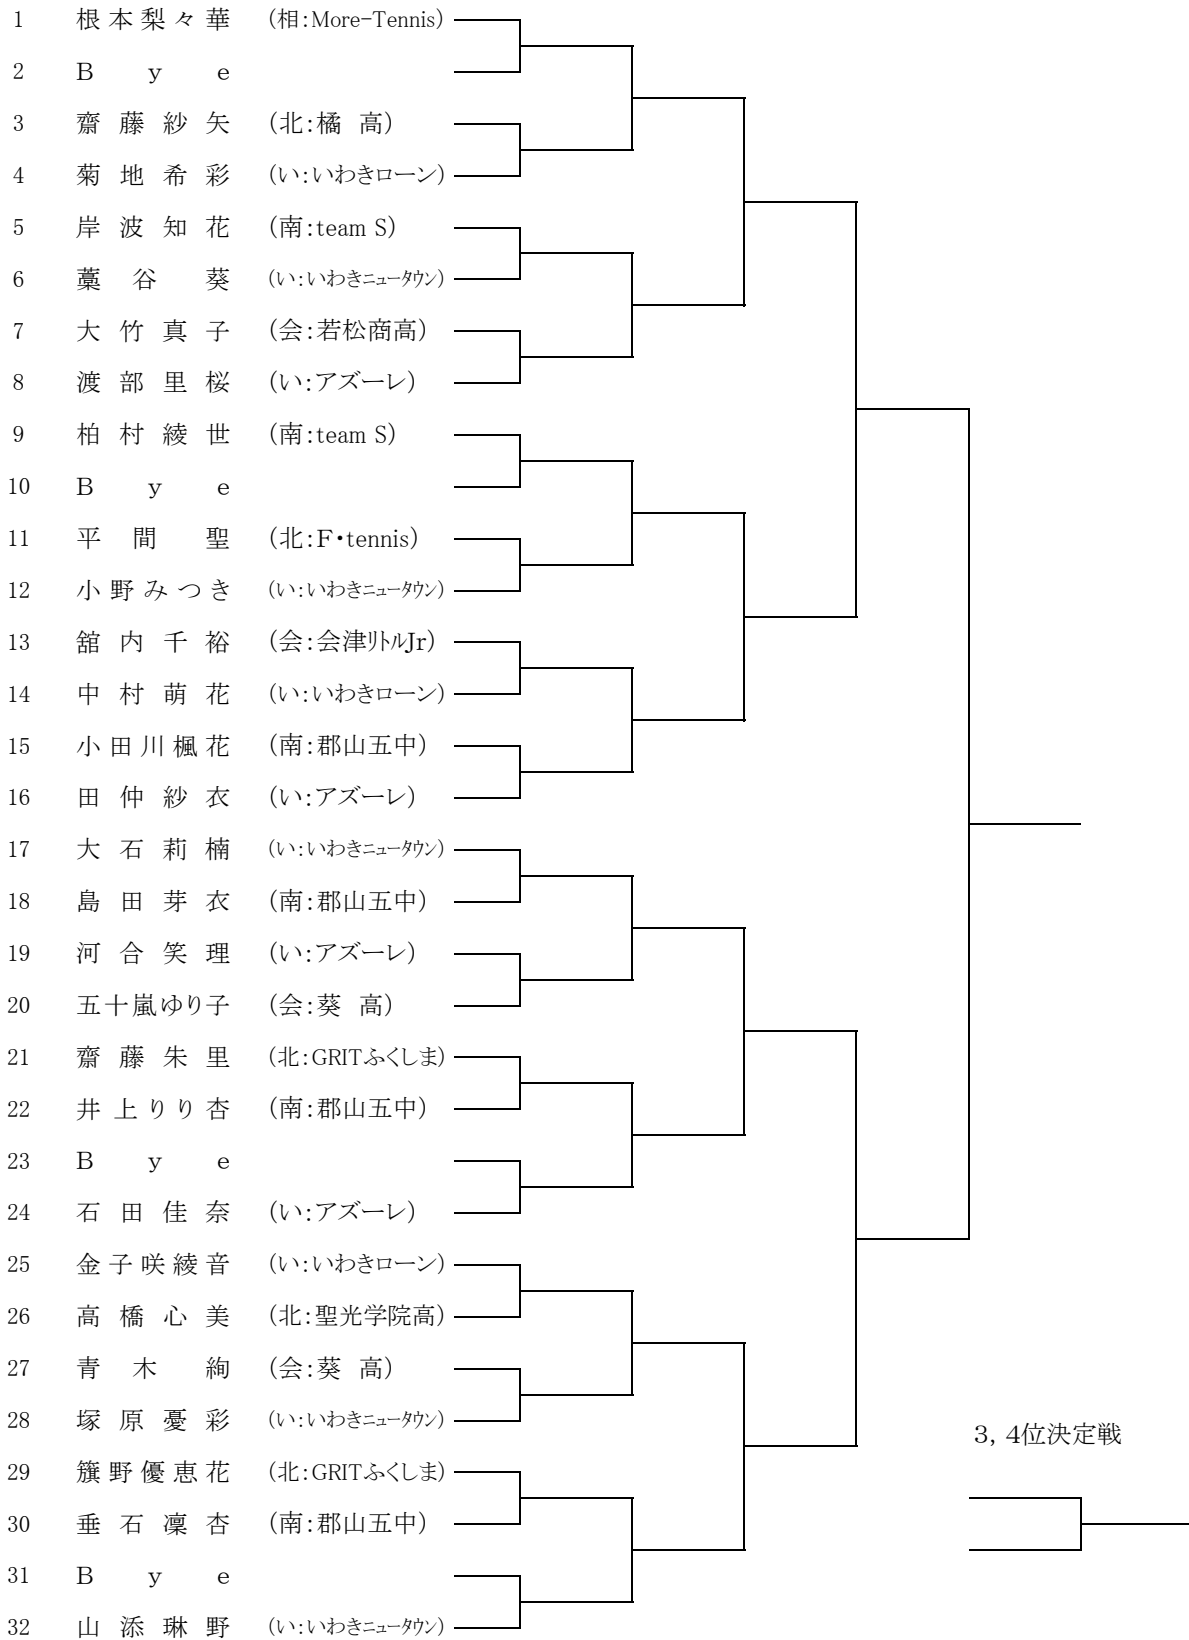 1 根本梨々華 (相:More-Tennis)
2 Bye
3 齋藤紗矢 (北:橘 高)
4 菊地希彩 (い:いわきローン)
5 岸波知花 (南:team S)
6 藁谷 葵 (い:いわきニュータウン)
7 大竹真子 (会:若松商高)
8 渡部里桜 (い:アズーレ)
9 柏村綾世 (南:team S)
10 Bye
11 平間 聖 (北:F・tennis)
12 小野みつき (い:いわきニュータウン)
13 舘内千裕 (会:会津リトルJr)
14 中村萌花 (い:いわきローン)
15 小田川楓花 (南:郡山五中)
16 田仲紗衣 (い:アズーレ)
17 大石莉楠 (い:いわきニュータウン)
18 島田芽衣 (南:郡山五中)
19 河合笑理 (い:アズーレ)
20 五十嵐ゆり子 (会:葵 高)
21 齋藤朱里 (北:GRITふくしま)
22 井上りり杏 (南:郡山五中)
23 Bye
24 石田佳奈 (い:アズーレ)
25 金子咲綾音 (い:いわきローン)
26 高橋心美 (北:聖光学院高)
27 青木 絢 (会:葵 高)
28 塚原憂彩 (い:いわきニュータウン)
3, 4位決定戦
29 籏野優恵花 (北:GRITふくしま)
30 垂石凜杏 (南:郡山五中)
31 Bye
32 山添琳野 (い:いわきニュータウン)